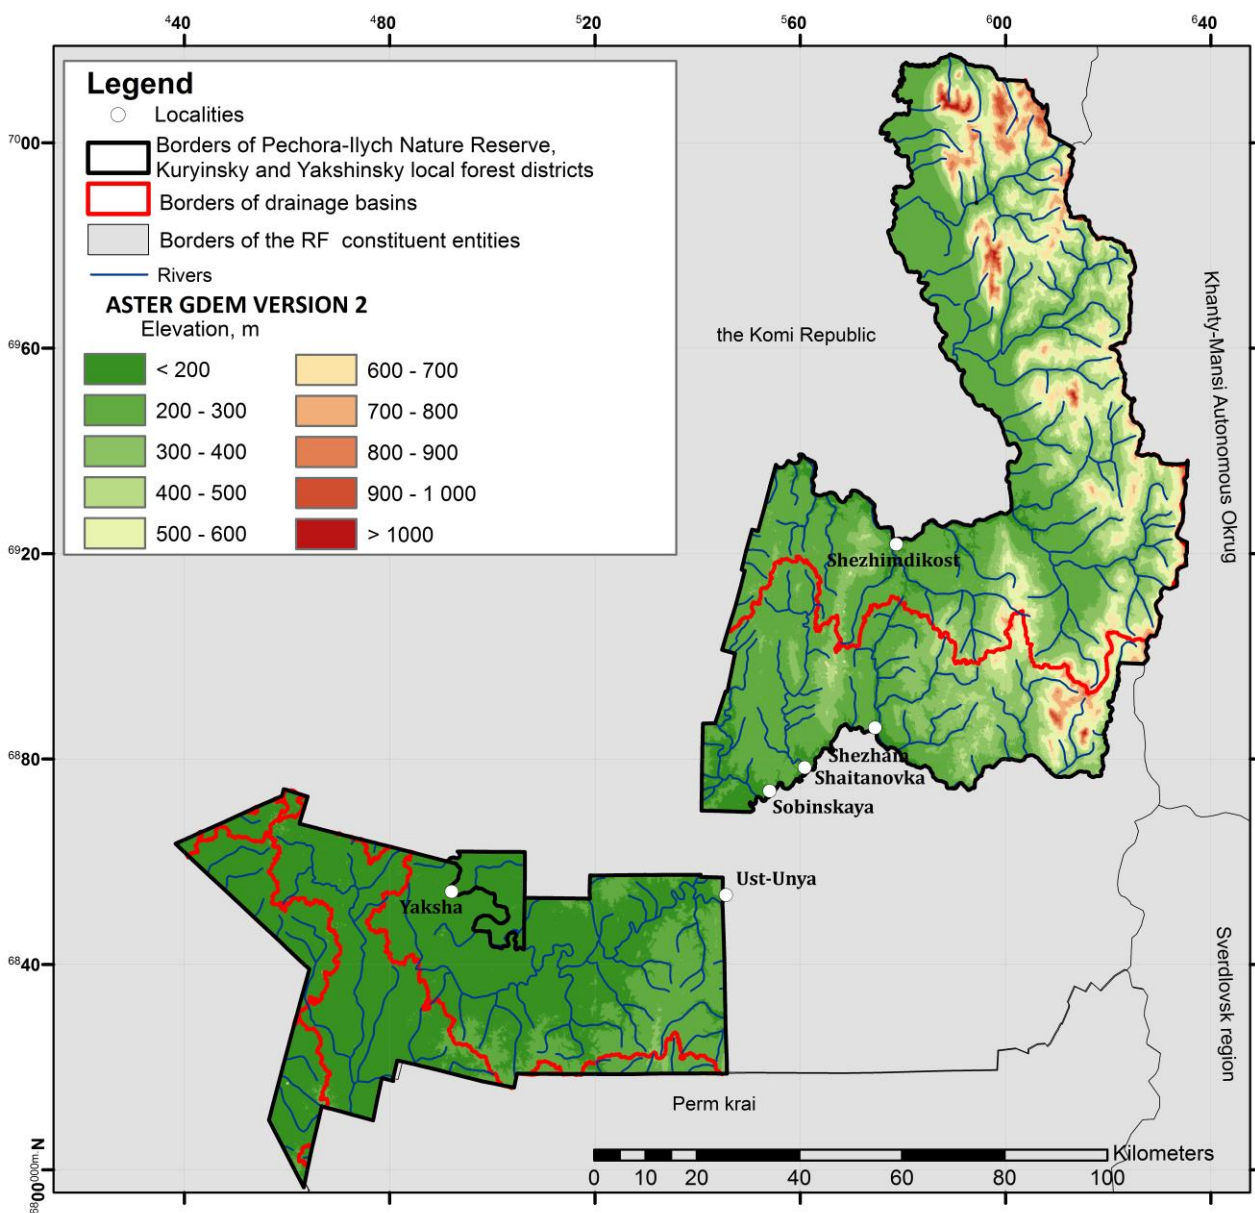 440 480 520 560 600 640
Legend
Localities
Borders of Pechora-Ilych Nature Reserve,
Kuryinsky and Yakshinsky local forest districts
Borders of drainage basins
Borders of the RF constituent entities
Rivers
ASTER GDEM VERSION 2
Elevation, m
< 200
200 - 300
300 - 400
400 - 500
500 - 600
600 - 700
700 - 800
800 - 900
900 - 1 000
> 1000
7000
6960
6920
6880
6840
6800000m. N
the Komi Republic
Khanty-Mansi Autonomous Okrug
Shezhimdikost
Shezham
Shaitanovka
Sobinskaya
Ust-Unya
Yaksha
Sverdlovsk region
Perm krai
Kilometers
0 10 20 40 60 80 100